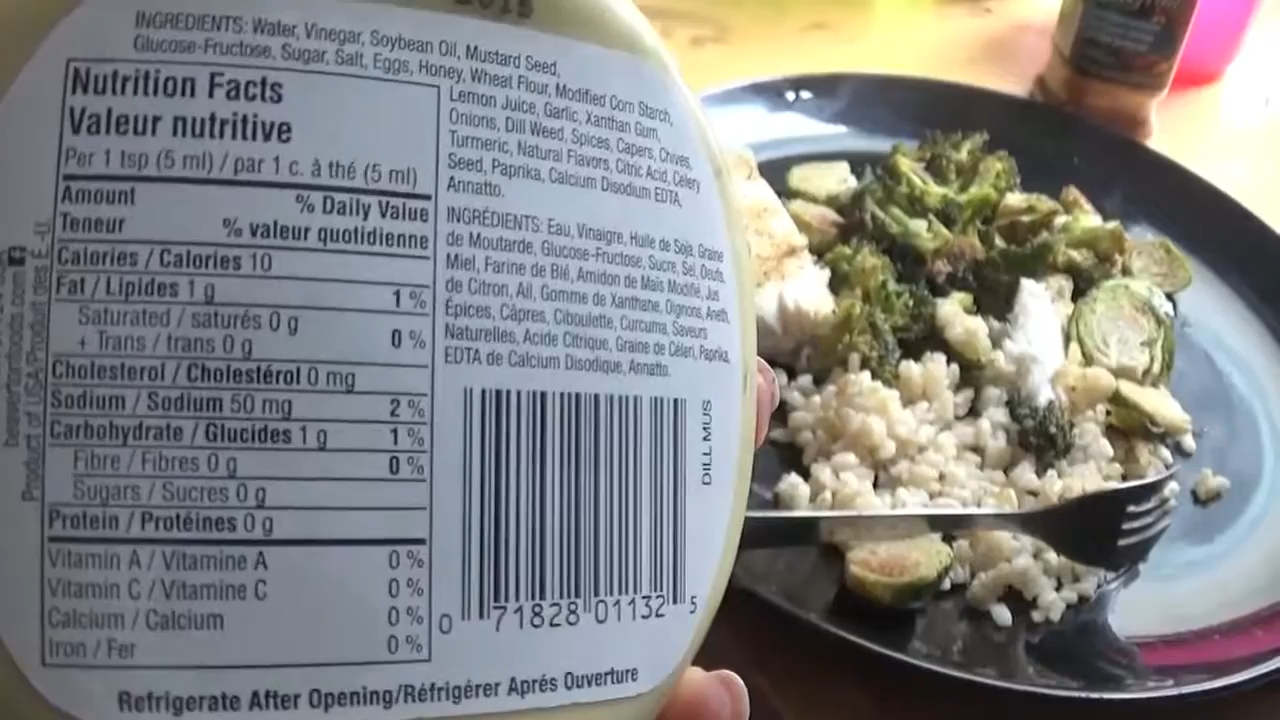 2015
INGREDIENTS: Water, Vinegar, Soybean Oil, Mustard Seed,
Glucose-Fructose, Sugar, Salt, Eggs, Honey, Wheat Flour, Modified Corn Starch,
Lemon Juice, Garlic, Xanthan Gum,
Onions, Dill Weed, Spices, Capers, Chives,
Turmeric, Natural Flavors, Citric Acid, Celery
Seed, Paprika, Calcium Disodium EDTA,
Annatto.
INGRÉDIENTS: Eau, Vinaigre, Huile de Soja, Graine
de Moutarde, Glucose-Fructose, Sucre, Sel, Oeufs,
Miel, Farine de Blé, Amidon de Maïs Modifié, Jus
de Citron, Ail, Gomme de Xanthane, Oignons, Aneth,
Épices, Câpres, Ciboulette, Curcuma, Saveurs
Naturelles, Acide Citrique, Graine de Céleri, Paprika,
EDTA de Calcium Disodique, Annatto.
Nutrition Facts
Valeur nutritive
Per 1 tsp (5 ml) / par 1 c. à thé (5 ml)
Amount % Daily Value
Teneur % valeur quotidienne
Calories / Calories 10
Fat / Lipides 1 g 1 %
Saturated / saturés 0 g
+ Trans / trans 0 g 0 %
Cholesterol / Cholestérol 0 mg
Sodium / Sodium 50 mg 2 %
Carbohydrate / Glucides 1 g 1 %
Fibre / Fibres 0 g 0 %
Sugars / Sucres 0 g
Protein / Protéines 0 g
Vitamin A / Vitamine A 0 %
Vitamin C / Vitamine C 0 %
Calcium / Calcium 0 %
Iron / Fer 0 %
DILL MUS
0 71828 01132 5
Refrigerate After Opening/Réfrigérer Aprés Ouverture
beaverfoods.com
Product of USA/Produit des É.-U.